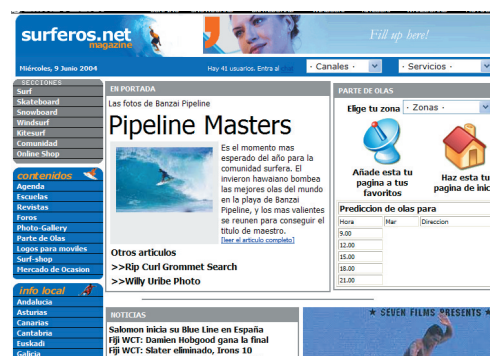 surferos.net
magazine
Fill up here!
Miércoles, 9 Junio 2004
Hay 41 usuarios. Entra al
· Canales ·
· Servicios ·
SECCIONES
Surf
Skateboard
Snowboard
Windsurf
Kitesurf
Comunidad
Online Shop
contenidos
Agenda
Escuelas
Revistas
Foros
Photo-Gallery
Parte de Olas
Logos para moviles
Surf-shop
Mercado de Ocasion
info local
Andalucia
Asturias
Canarias
Cantabria
Euskadi
Galicia
EN PORTADA
Las fotos de Banzai Pipeline
Pipeline Masters
Es el momento mas
esperado del año para la
comunidad surfera. El
invierno hawaiano bombea
las mejores olas del mundo
en la playa de Banzai
Pipeline, y los mas valientes
se reunen para conseguir el
titulo de maestro.
[leer el articulo completo]
Otros articulos
>>Rip Curl Grommet Search
>>Willy Uribe Photo
NOTICIAS
Salomon inicia su Blue Line en España
Fiji WCT: Damien Hobgood gana la final
Fiji WCT: Slater eliminado, Irons 10
PARTE DE OLAS
Elige tu zona
· Zonas ·
Añade esta tu
pagina a tus
favoritos
Haz esta tu
pagina de inic
Prediccion de olas para
Hora Mar Direccion
9.00
12.00
15.00
18.00
21.00
★ SEVEN FILMS PRESENTS ★